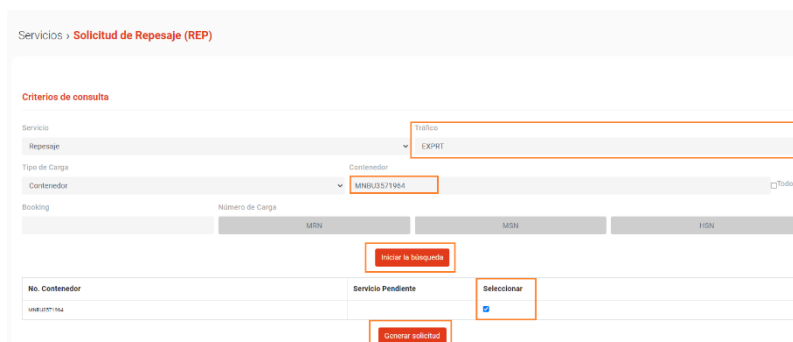 Servicios › Solicitud de Repesaje (REP)
Criterios de consulta
Servicio Tráfico
Repesaje EXPRT
Tipo de Carga Contenedor
Contenedor MNBU3571964 Todo
Booking Número de Carga
MRN MSN HSN
Iniciar la búsqueda
No. Contenedor Servicio Pendiente Seleccionar
MNBU3571964
Generar solicitud